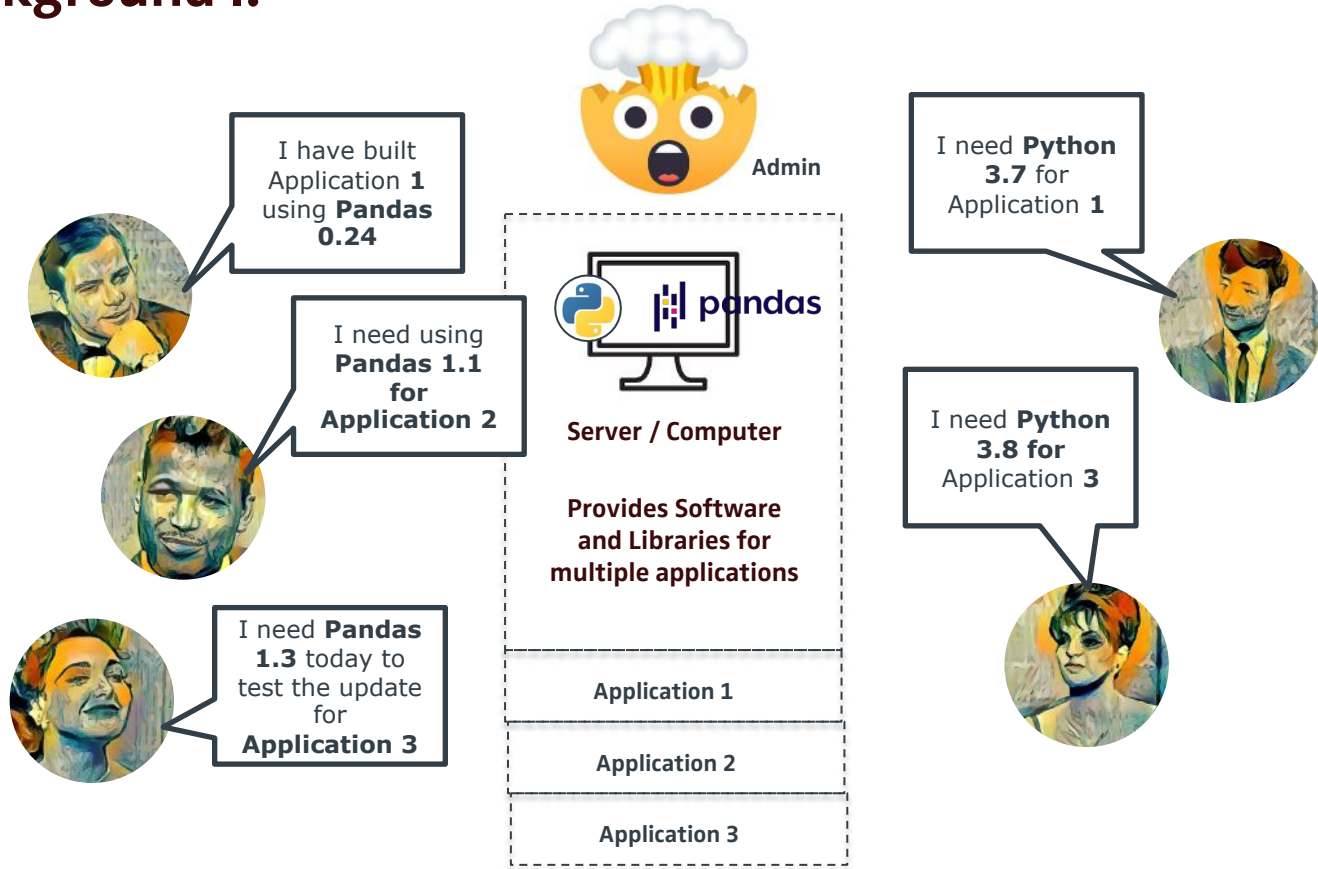 kground I:
Admin
I have built
Application 1
using Pandas
0.24
I need Python
3.7 for
Application 1
I need using
Pandas 1.1
for
Application 2
pandas
I need Python
3.8 for
Application 3
Server / Computer
Provides Software
and Libraries for
multiple applications
I need Pandas
1.3 today to
test the update
for
Application 3
Application 1
Application 2
Application 3